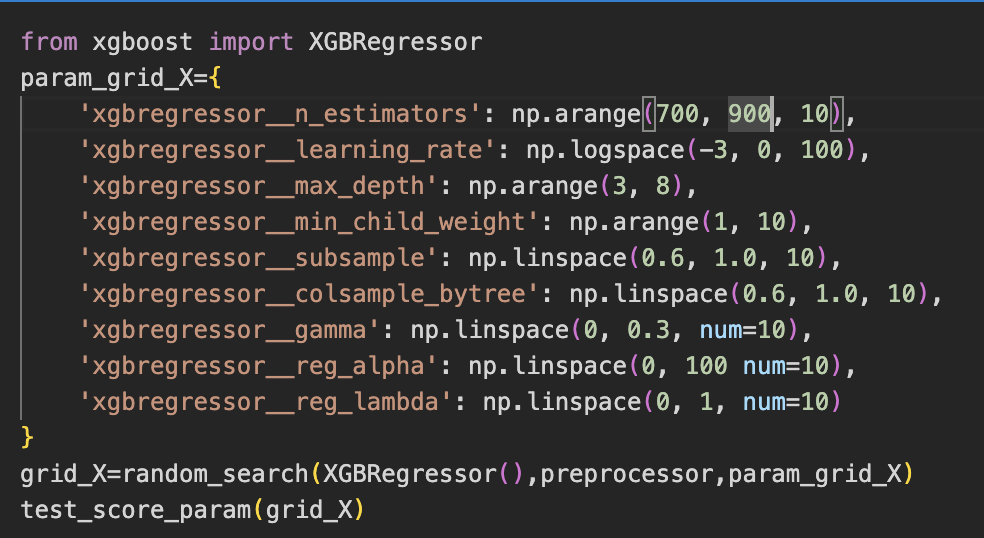 from xgboost import XGBRegressor
param_grid_X={
    'xgbregressor__n_estimators': np.arange(700, 900, 10),
    'xgbregressor__learning_rate': np.logspace(-3, 0, 100),
    'xgbregressor__max_depth': np.arange(3, 8),
    'xgbregressor__min_child_weight': np.arange(1, 10),
    'xgbregressor__subsample': np.linspace(0.6, 1.0, 10),
    'xgbregressor__colsample_bytree': np.linspace(0.6, 1.0, 10),
    'xgbregressor__gamma': np.linspace(0, 0.3, num=10),
    'xgbregressor__reg_alpha': np.linspace(0, 100 num=10),
    'xgbregressor__reg_lambda': np.linspace(0, 1, num=10)
}
grid_X=random_search(XGBRegressor(),preprocessor,param_grid_X)
test_score_param(grid_X)